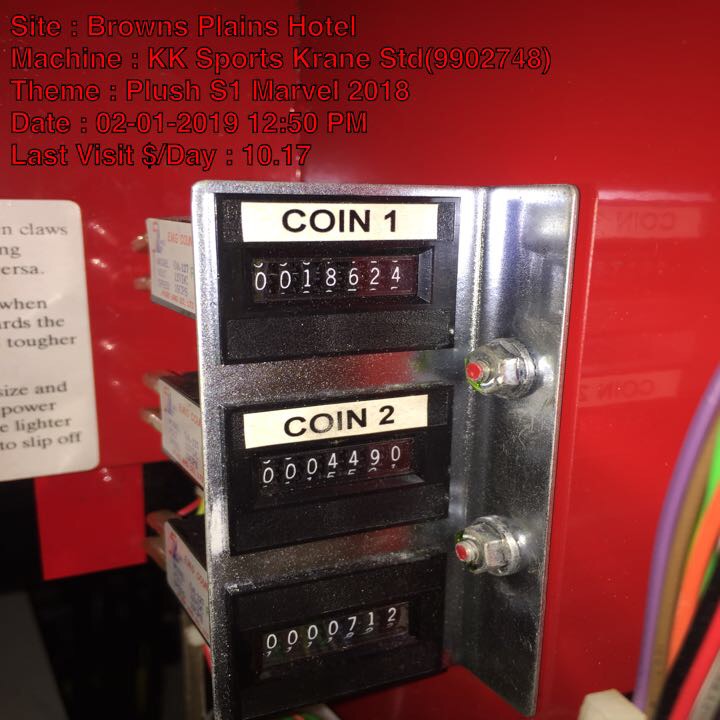 Site : Browns Plains Hotel
Machine : KK Sports Krane Std(9902748)
Theme : Plush S1 Marvel 2018
Date : 02-01-2019 12:50 PM
Last Visit $/Day : 10.17
n claws
ng
versa.
when
rds the
tougher
size and
power
e lighter
to slip off
COIN 1
0018624
COIN 2
0004490
0000712